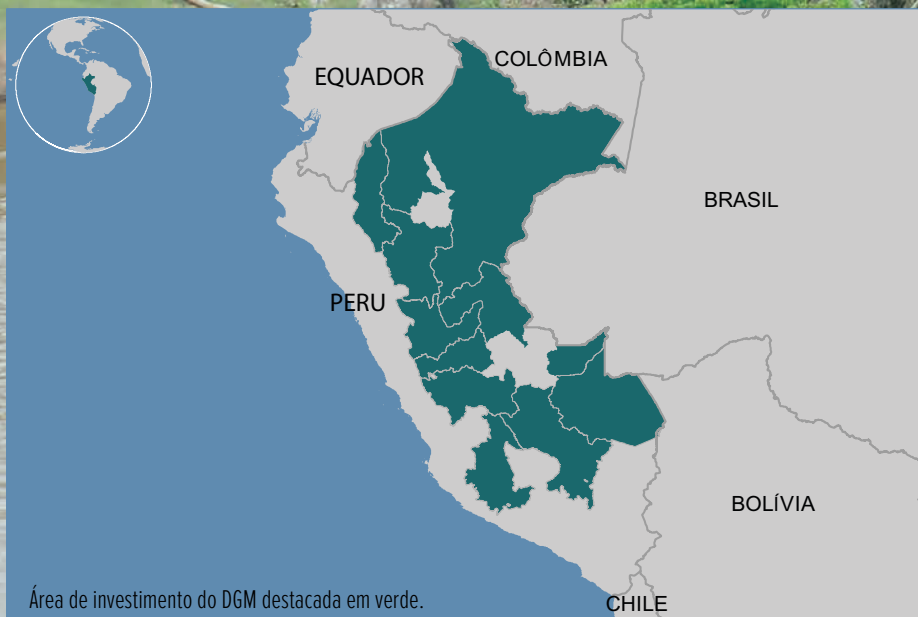 COLÔMBIA
EQUADOR
BRASIL
PERU
BOLÍVIA
Área de investimento do DGM destacada em verde.
CHILE